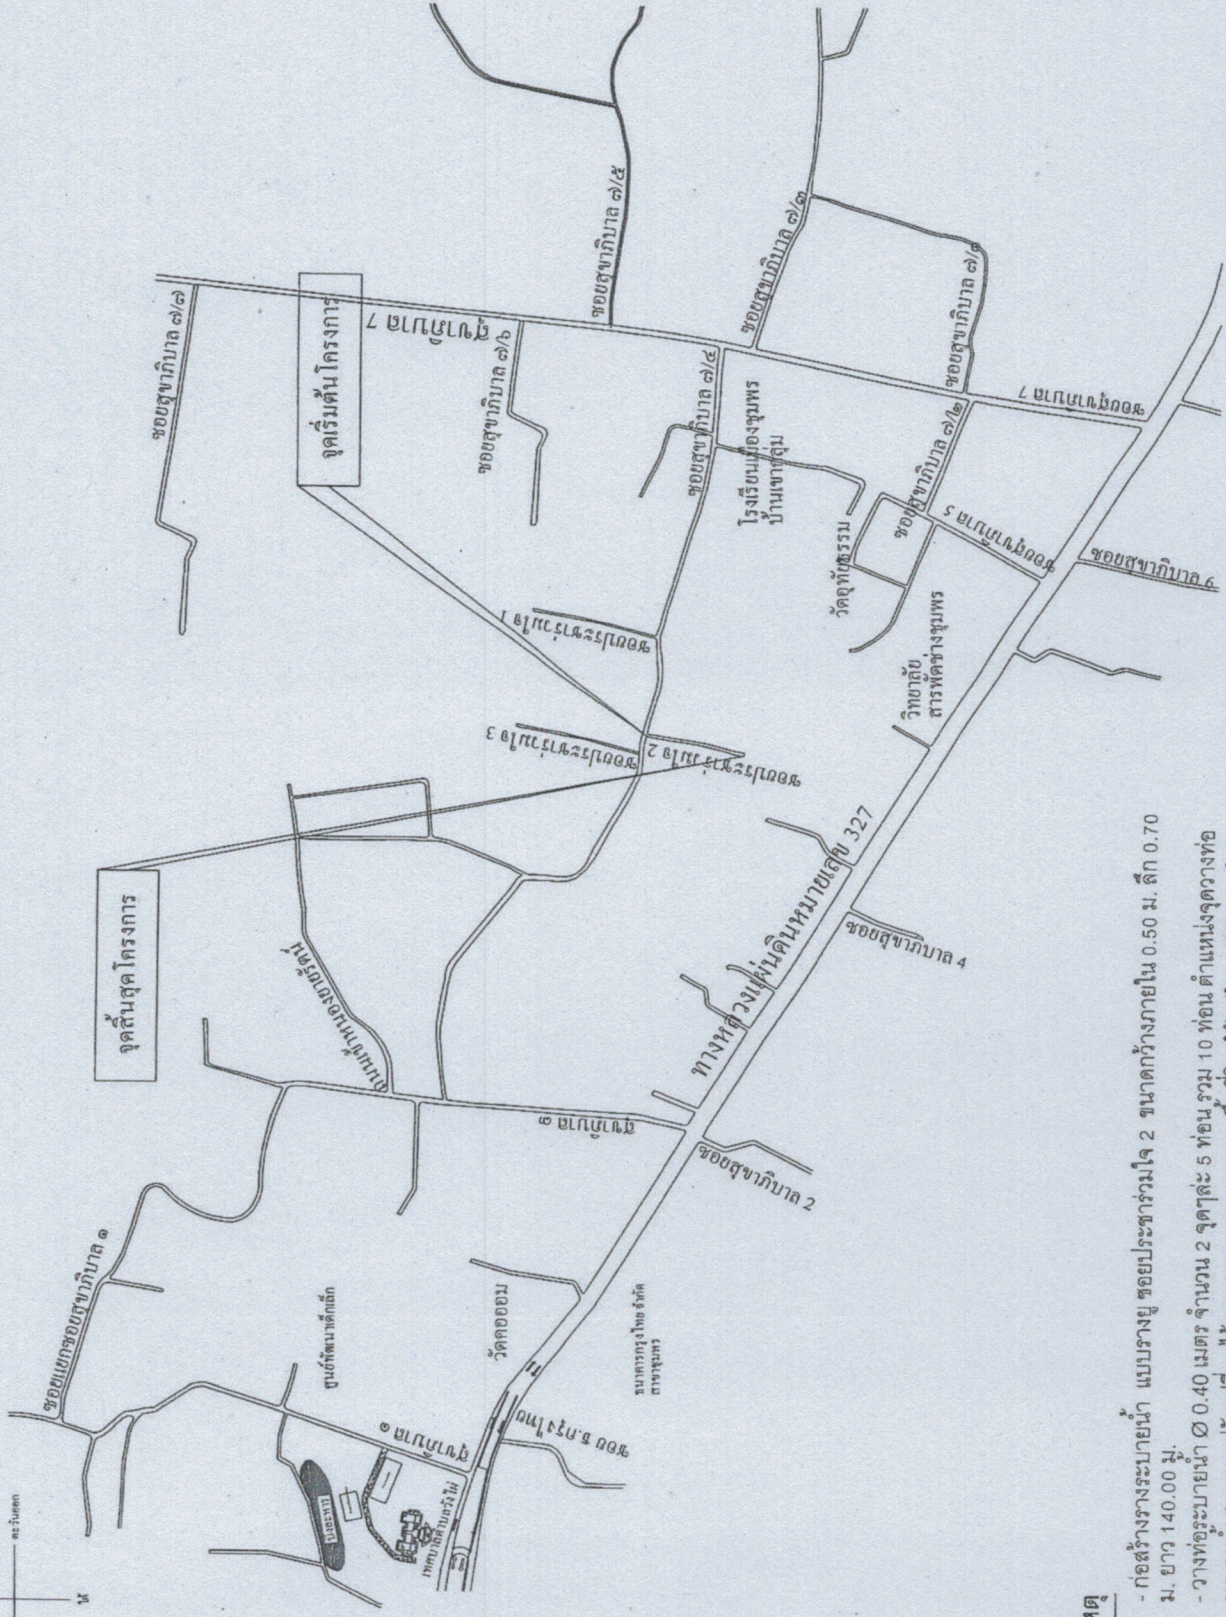 ตะวันออก
ใต้
จุดสิ้นสุดโครงการ
จุดเริ่มต้นโครงการ
ซอยสุขาภิบาล ๗/๗
สุขาภิบาล 7
ซอยสุขาภิบาล ๗/๖
ซอยสุขาภิบาล ๗/๕
ซอยสุขาภิบาล ๗/๔
ซอยสุขาภิบาล ๗/๓
โรงเรียนเมืองชุมพร
บ้านเขาขลุ่ม
ซอยสุขาภิบาล ๗/๑
ซอยสุขาภิบาล ๗/๒
ซอยสุขาภิบาล 7
วัดอุทัยธรรม
ซอยสุขาภิบาล 5
ซอยสุขาภิบาล 6
วิทยาลัย
สารพัดช่างชุมพร
ซอยประชาร่วมใจ 1
ซอยประชาร่วมใจ 3
ซอยประชาร่วมใจ 2
ทางหลวงแผ่นดินหมายเลข 327
ซอยสุขาภิบาล 4
สุขาภิบาล ๓
ซอยสุขาภิบาล 2
ซอยแยกซอยสุขาภิบาล ๑
ศูนย์พัฒนาเด็กเล็ก
วัดคอออม
ธนาคารกรุงไทย จำกัด
สาขาชุมพร
สุขาภิบาล ๑
ซอย ธ.กรุงไทย
เทศบาลตำบลวังไผ่
- ก่อสร้างรางระบายน้ำ แบบรางยู ซอยประชาร่วมใจ 2 ขนาดกว้างภายใน 0.50 ม. ลึก 0.70
ม. ยาว 140.00 ม.
- วางท่อระบายน้ำ Ø 0.40 เมตร จำนวน 2 จุดๆละ 5 ท่อน รวม 10 ท่อน ตำแหน่งจุดวางท่อ